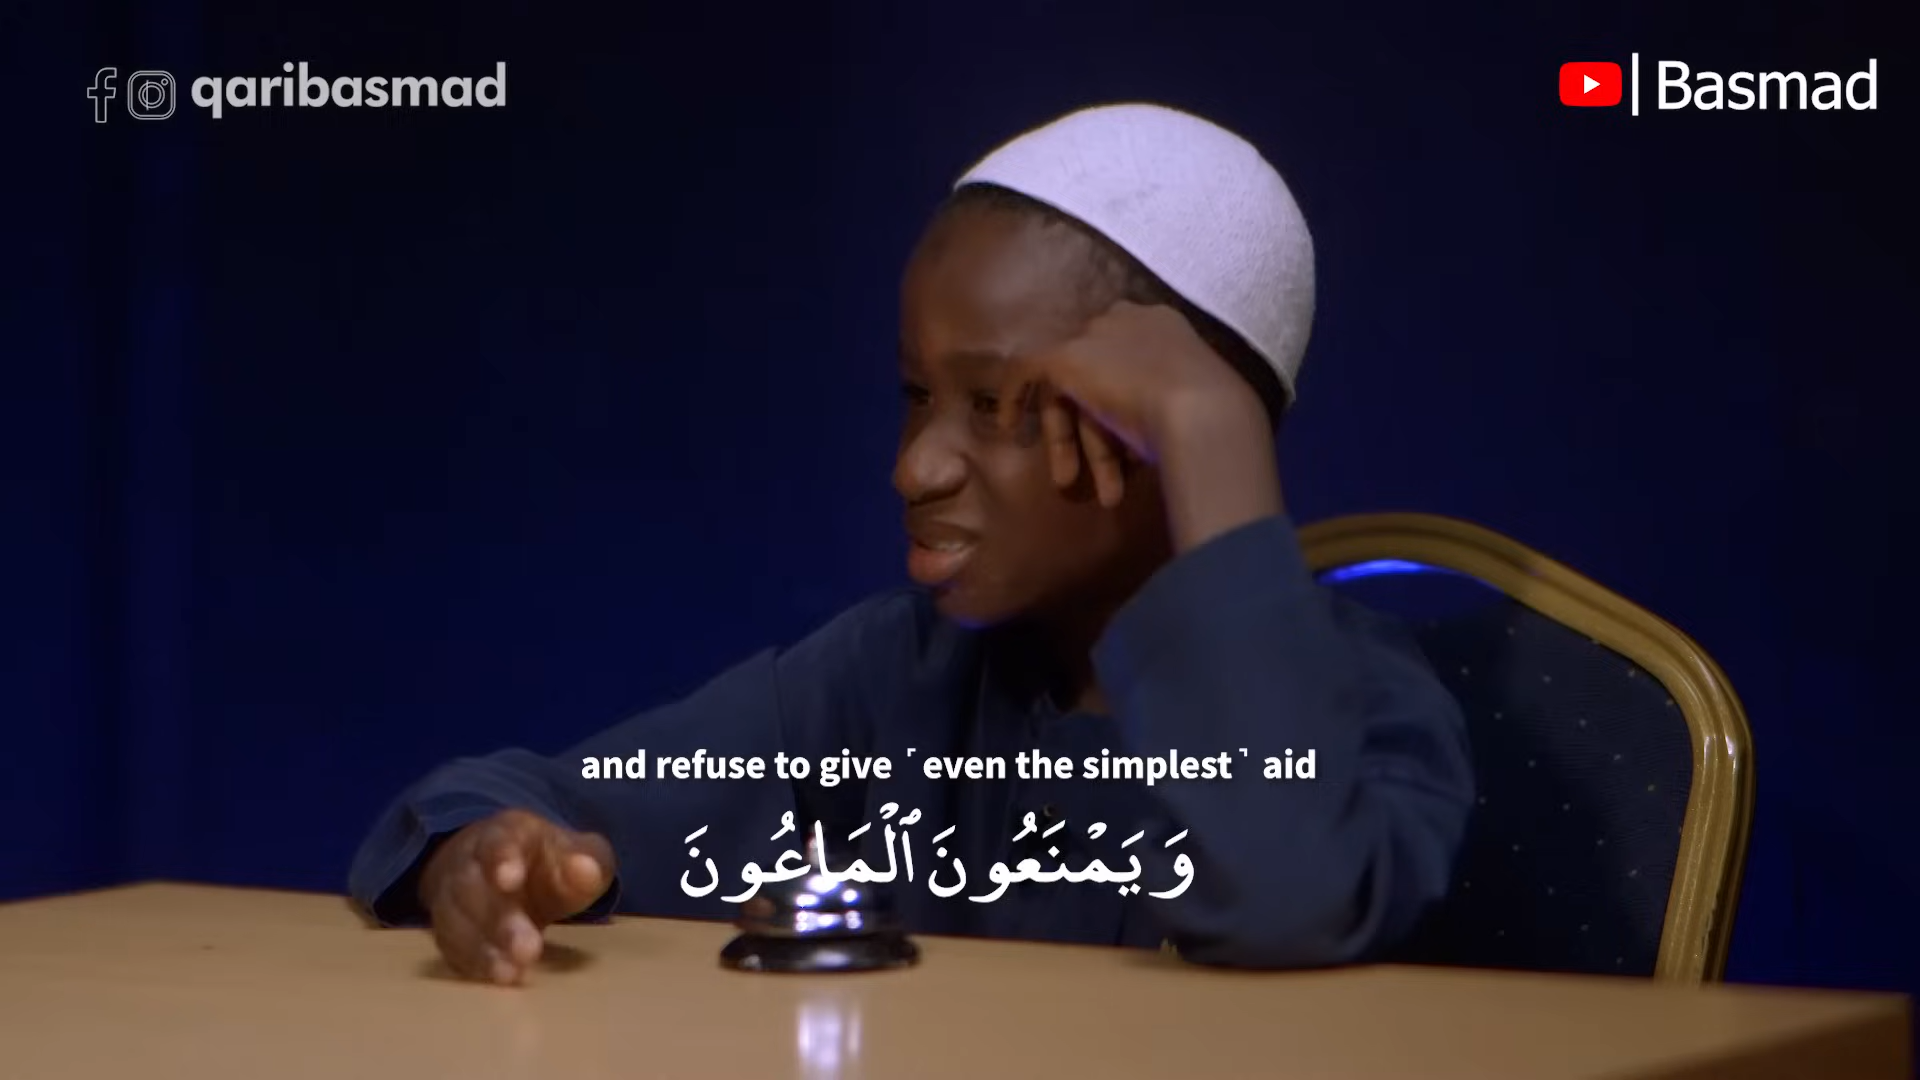 qaribasmad
| Basmad
and refuse to give ˹even the simplest˺ aid
وَيَمْنَعُونَ ٱلْمَاعُونَ